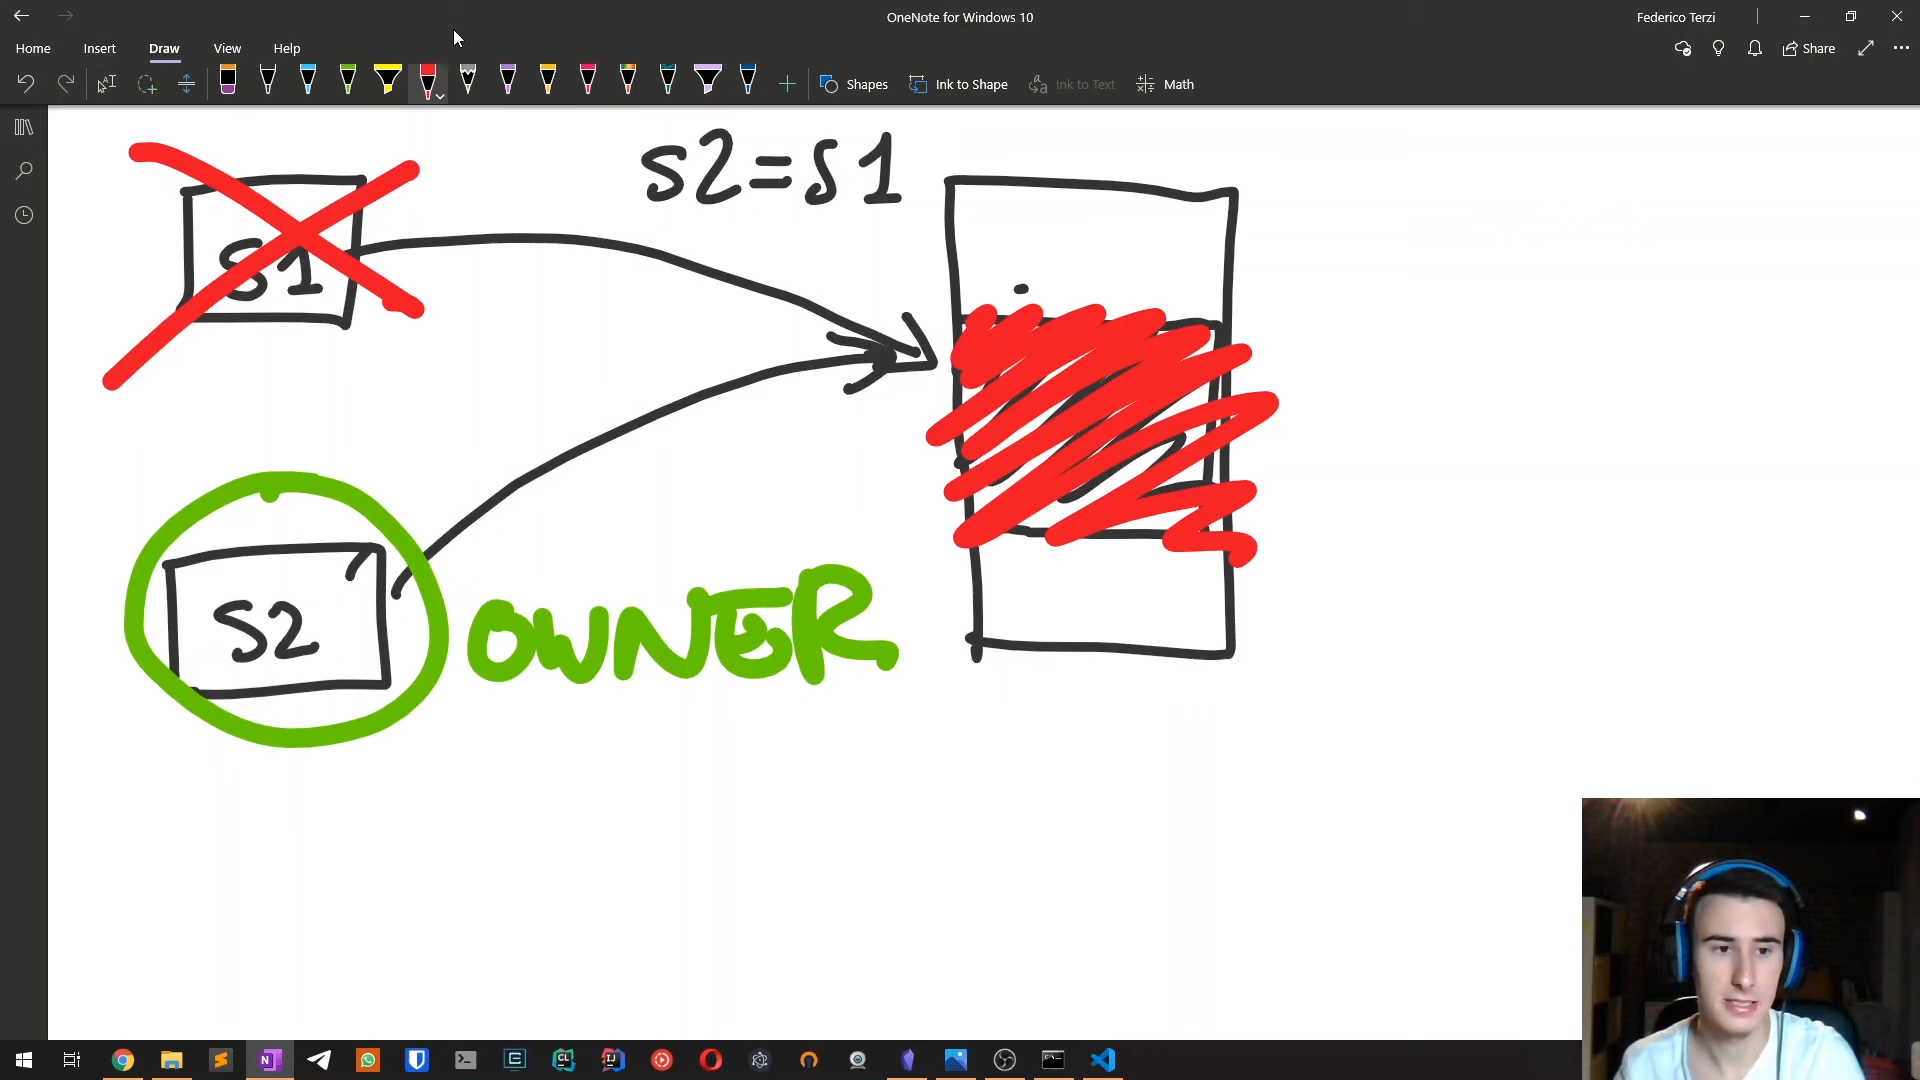 OneNote for Windows 10
Federico Terzi
Home Insert Draw View Help
Share
Shapes Ink to Shape Ink to Text Math
S2=S1
S1
S2
OWNER